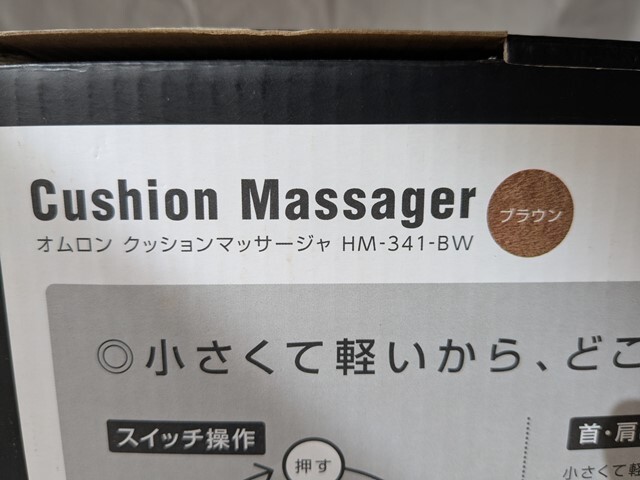 Cushion Massager
ブラウン
オムロン クッションマッサージャ HM-341-BW
◎小さくて軽いから、どこ
スイッチ操作
押す
首・肩
小さくて軽